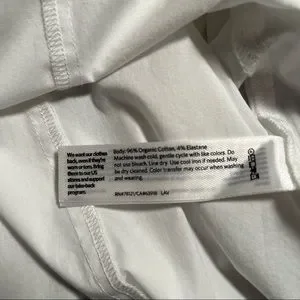 We want our clothes
back, even if they're
worn or torn. Bring
them to our US
stores and support
our take-back
program.
Body: 96% Organic Cotton, 4% Elastane
Machine wash cold, gentle cycle with like colors. Do
not use bleach. Line dry. Use cool iron if needed. May
be dry cleaned. Color transfer may occur when washing
and wearing.